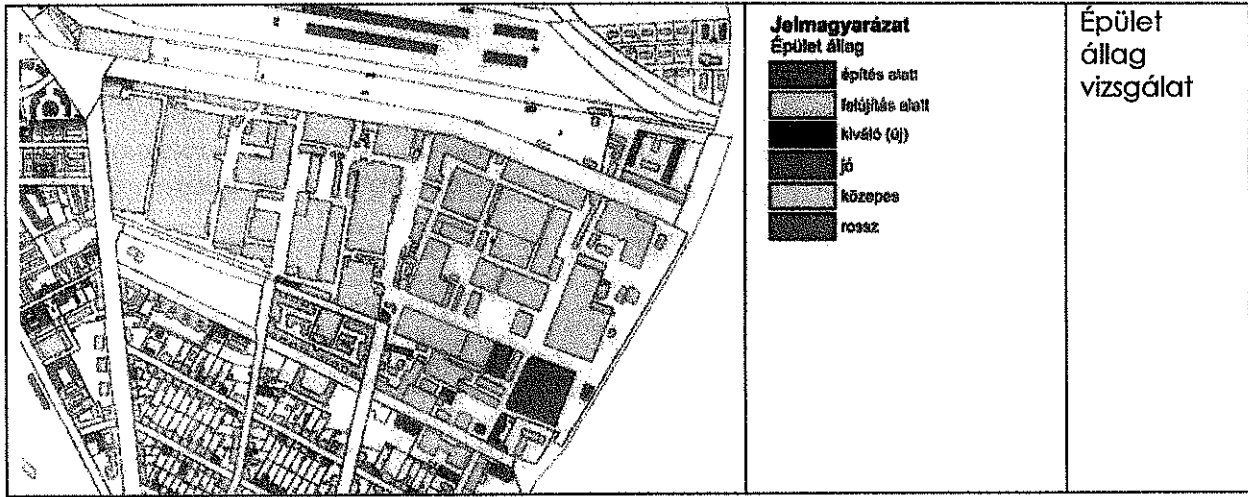 Jelmagyarázat
Épület állag
építés alatt
felújítás alatt
kiváló (új)
jó
közepes
rossz
Épület
állag
vizsgálat